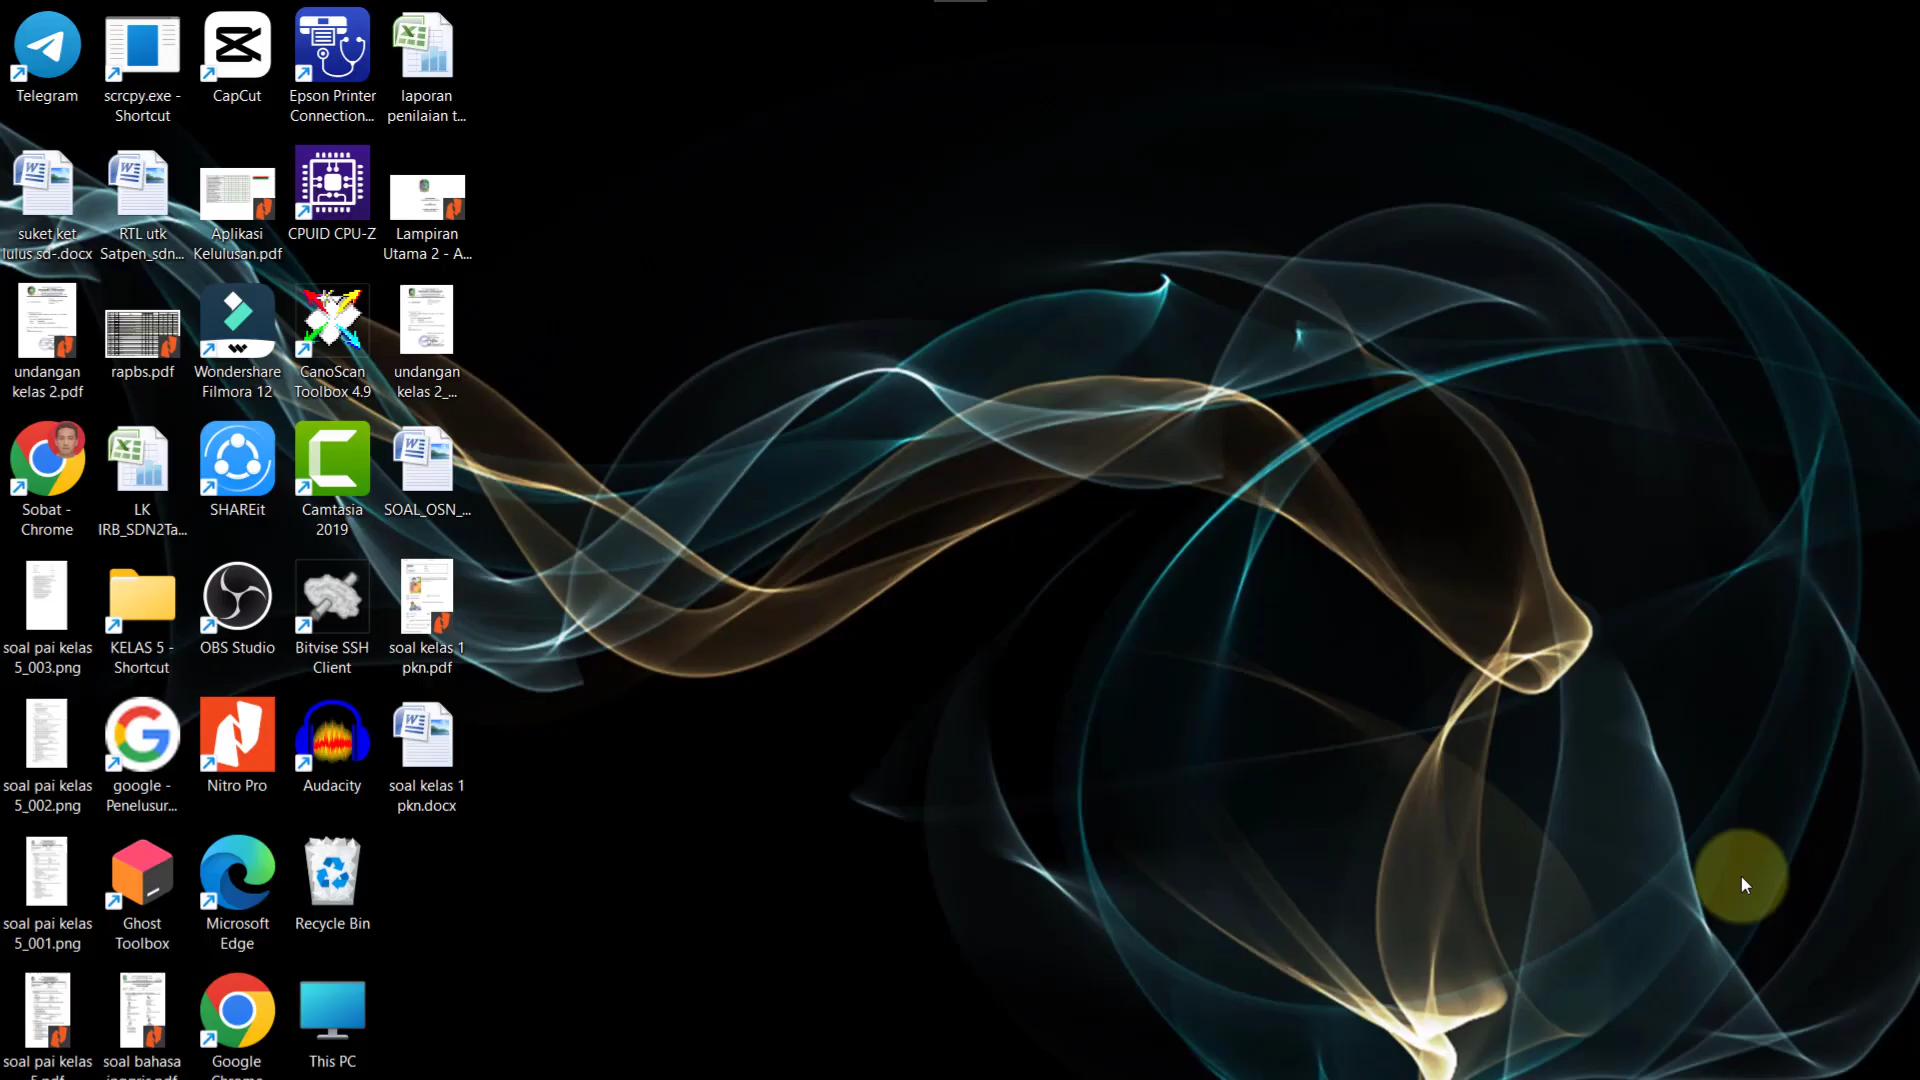 Telegram
scrcpy.exe -
Shortcut
CapCut
Epson Printer
Connection...
laporan
penilaian t...
suket ket
lulus sd-.docx
RTL utk
Satpen_sdn...
Aplikasi
Kelulusan.pdf
CPUID CPU-Z
Lampiran
Utama 2 - A...
undangan
kelas 2.pdf
rapbs.pdf
Wondershare
Filmora 12
CanoScan
Toolbox 4.9
undangan
kelas 2_...
Sobat -
Chrome
LK
IRB_SDN2Ta...
SHAREit
Camtasia
2019
SOAL_OSN_...
soal pai kelas
5_003.png
KELAS 5 -
Shortcut
OBS Studio
Bitvise SSH
Client
soal kelas 1
pkn.pdf
soal pai kelas
5_002.png
google -
Penelusur...
Nitro Pro
Audacity
soal kelas 1
pkn.docx
soal pai kelas
5_001.png
Ghost
Toolbox
Microsoft
Edge
Recycle Bin
soal pai kelas
5.pdf
soal bahasa
inggris.pdf
Google
Chrome
This PC